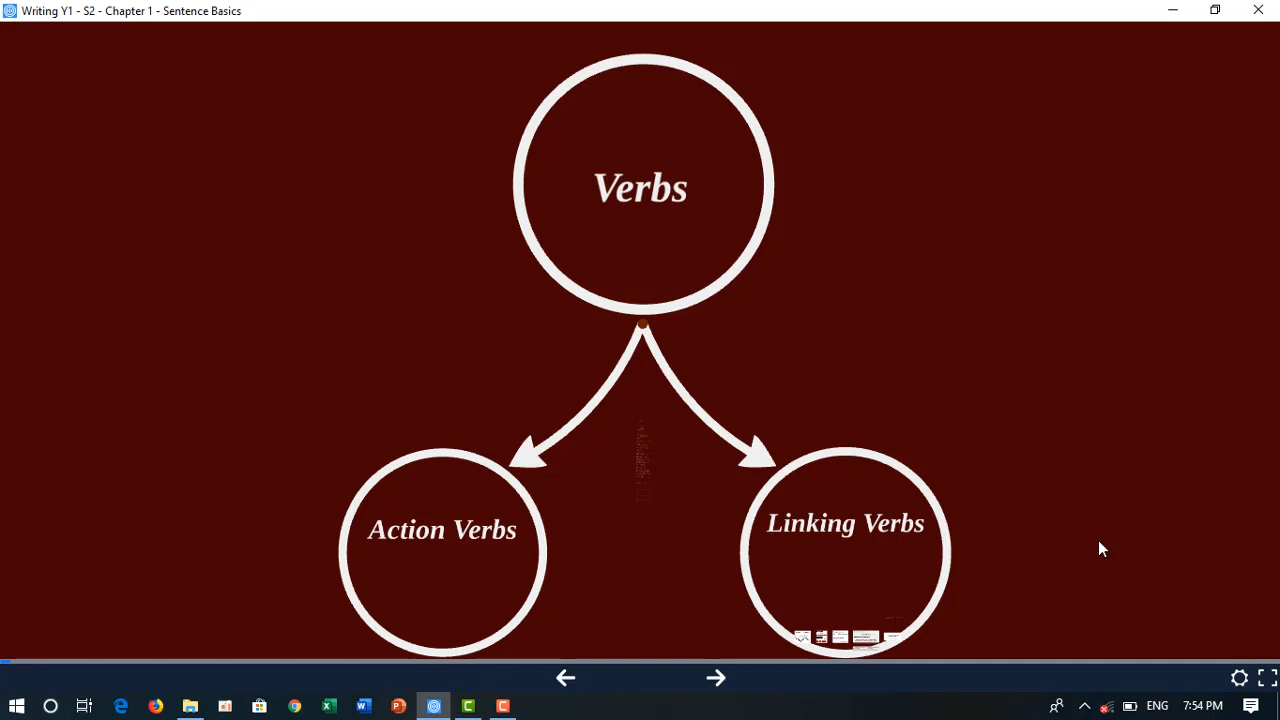 Writing Y1 - S2 - Chapter 1 - Sentence Basics
Verbs
Action Verbs
Linking Verbs
ENG
7:54 PM